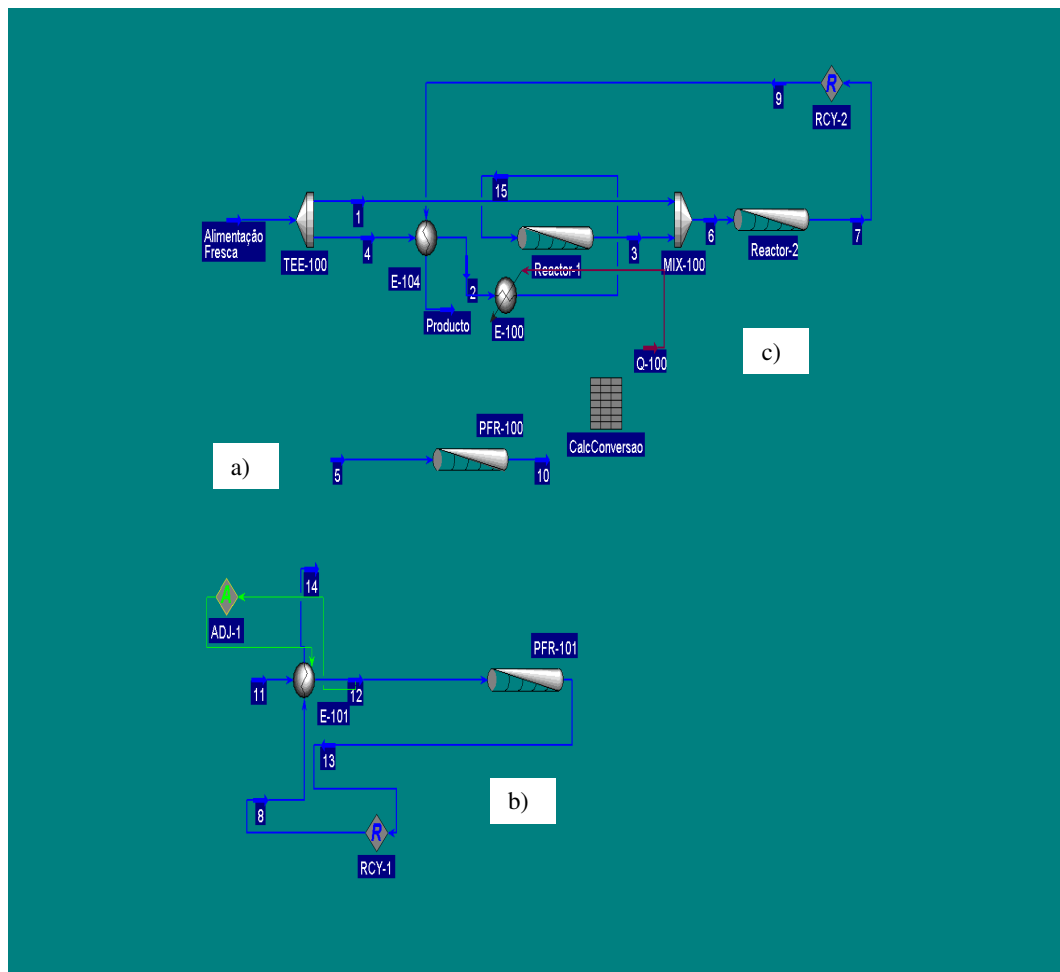 9
R
RCY-2
15
1
Alimentação
Fresca
TEE-100
4
E-104
Reactor-1
3
MIX-100
6
Reactor-2
7
2
Producto
E-100
Q-100
c)
CalcConversao
a)
PFR-100
5
10
14
A
ADJ-1
PFR-101
11
12
E-101
13
b)
8
R
RCY-1